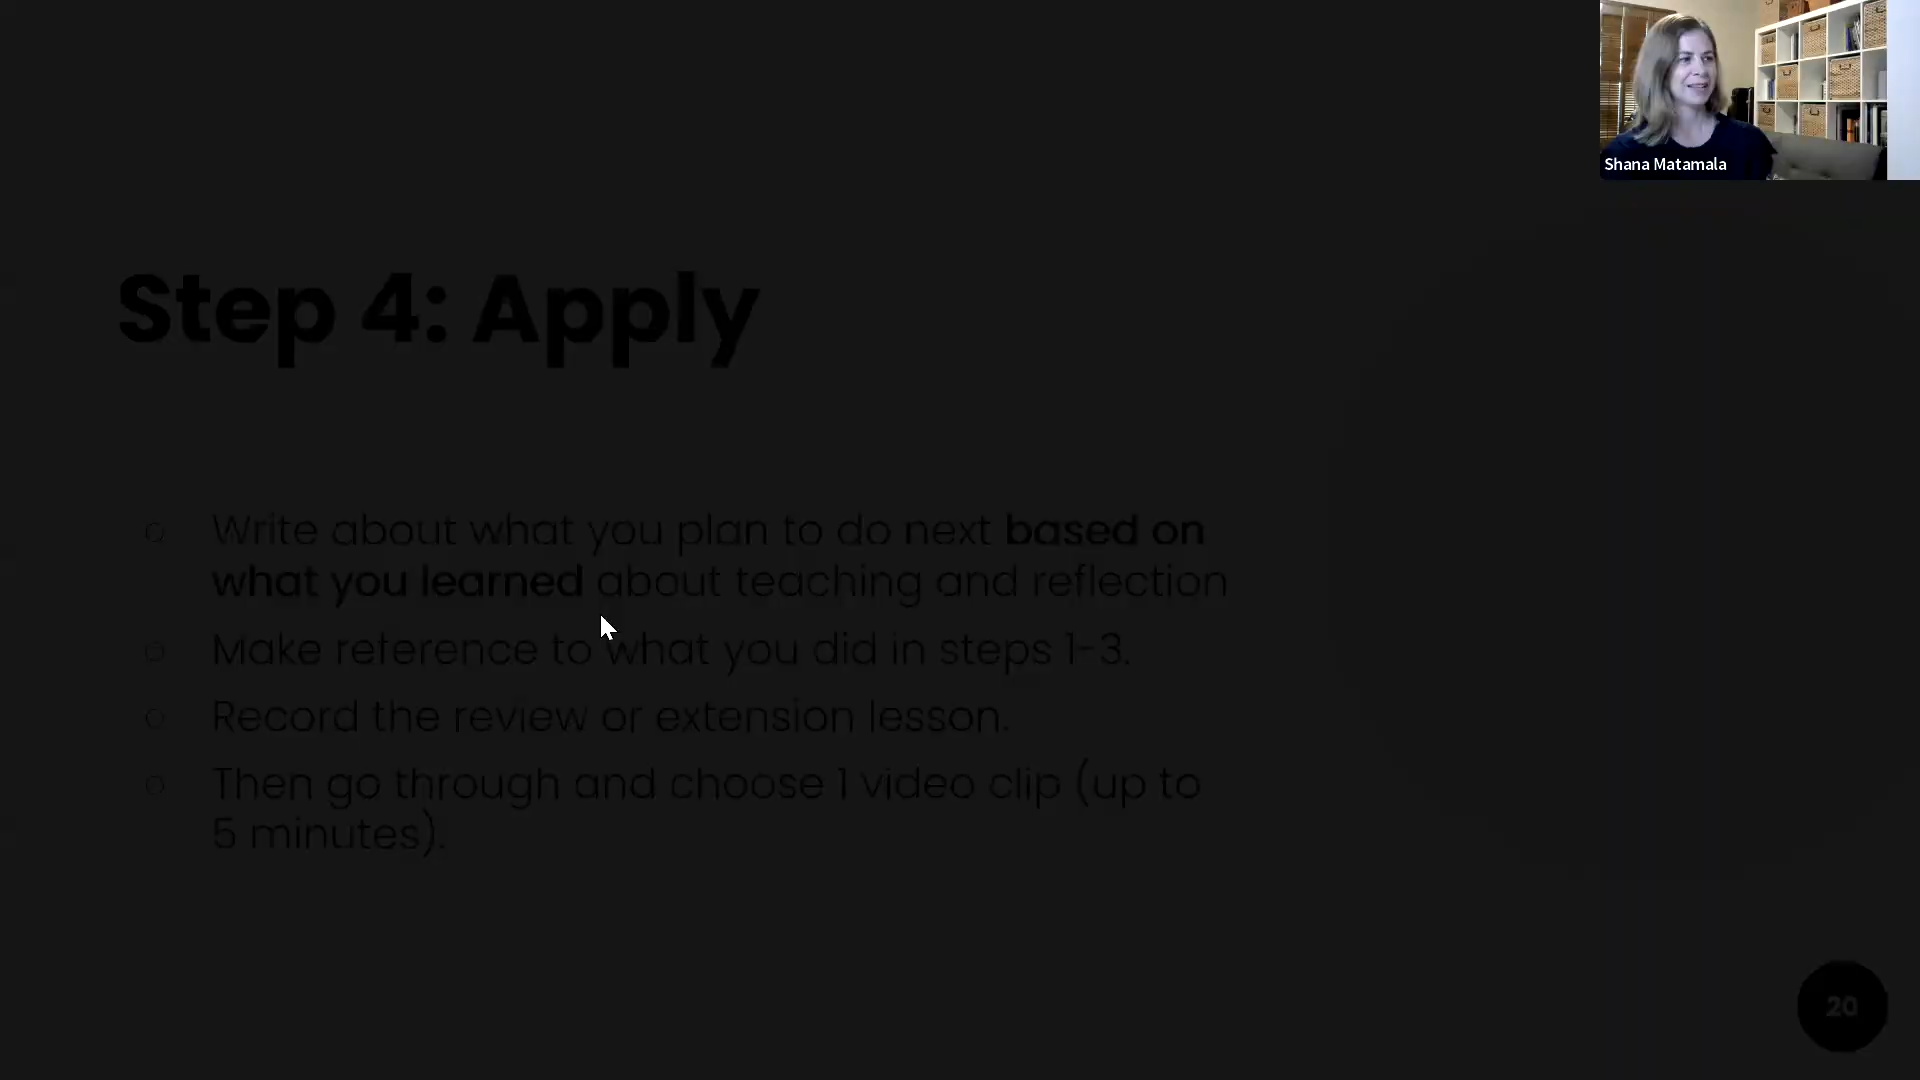 Shana Matamala
Step 4: Apply
Write about what you plan to do next based on
what you learned about teaching and reflection
Make reference to what you did in steps 1-3.
Record the review or extension lesson.
Then go through and choose 1 video clip (up to
5 minutes).
20